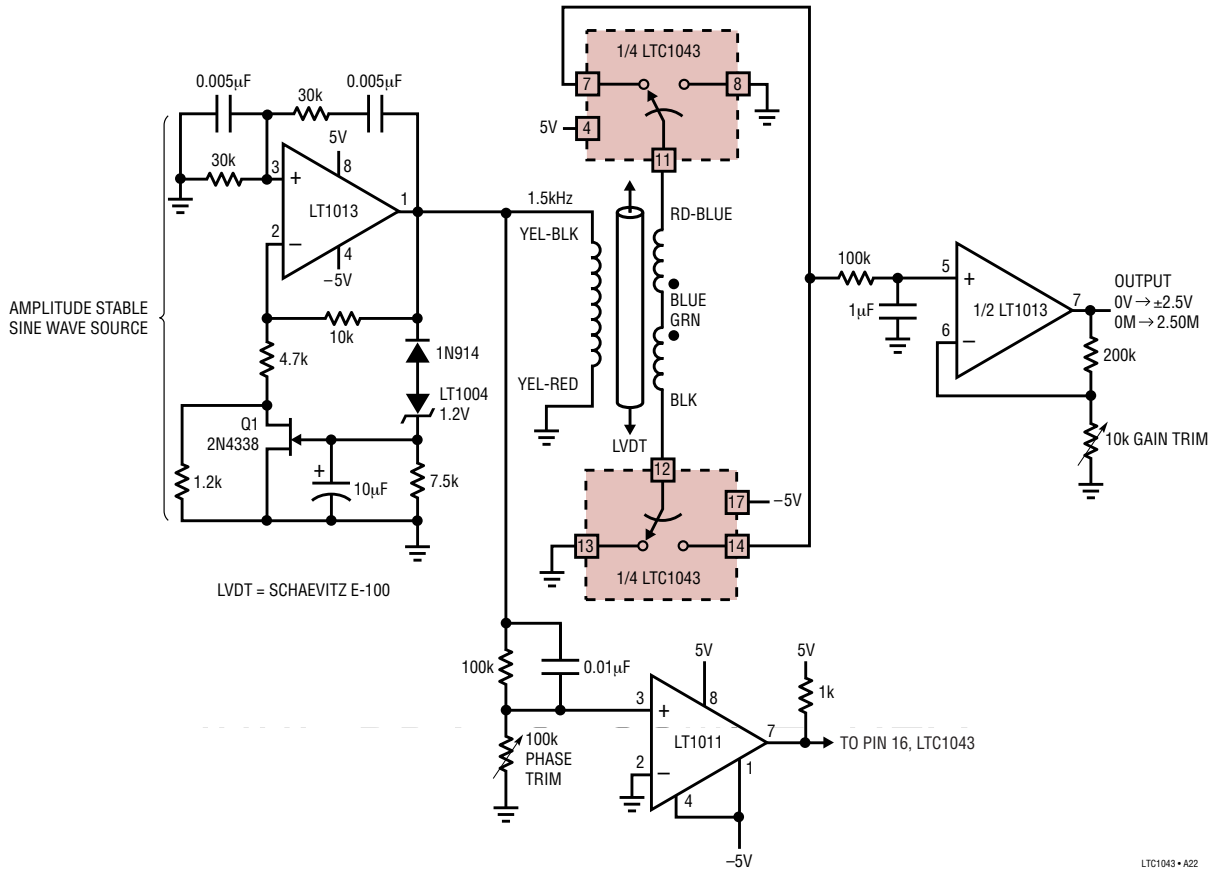 1/4 LTC1043
7
8
5V
4
11
0.005µF
30k
0.005µF
30k
5V
3
8
+
LT1013
1
2
–
4
–5V
AMPLITUDE STABLE
SINE WAVE SOURCE
10k
4.7k
1N914
LT1004
1.2V
Q1
2N4338
1.2k
+
10µF
7.5k
LVDT = SCHAEVITZ E-100
1.5kHz
YEL-BLK
YEL-RED
RD-BLUE
BLUE
GRN
BLK
LVDT
12
17
–5V
13
14
1/4 LTC1043
100k
1µF
5
+
1/2 LT1013
6
–
7
OUTPUT
0V → ±2.5V
0M → 2.50M
200k
10k GAIN TRIM
100k
0.01µF
100k
PHASE
TRIM
5V
8
3
+
LT1011
2
–
4
1
–5V
7
5V
1k
TO PIN 16, LTC1043
LTC1043 • A22